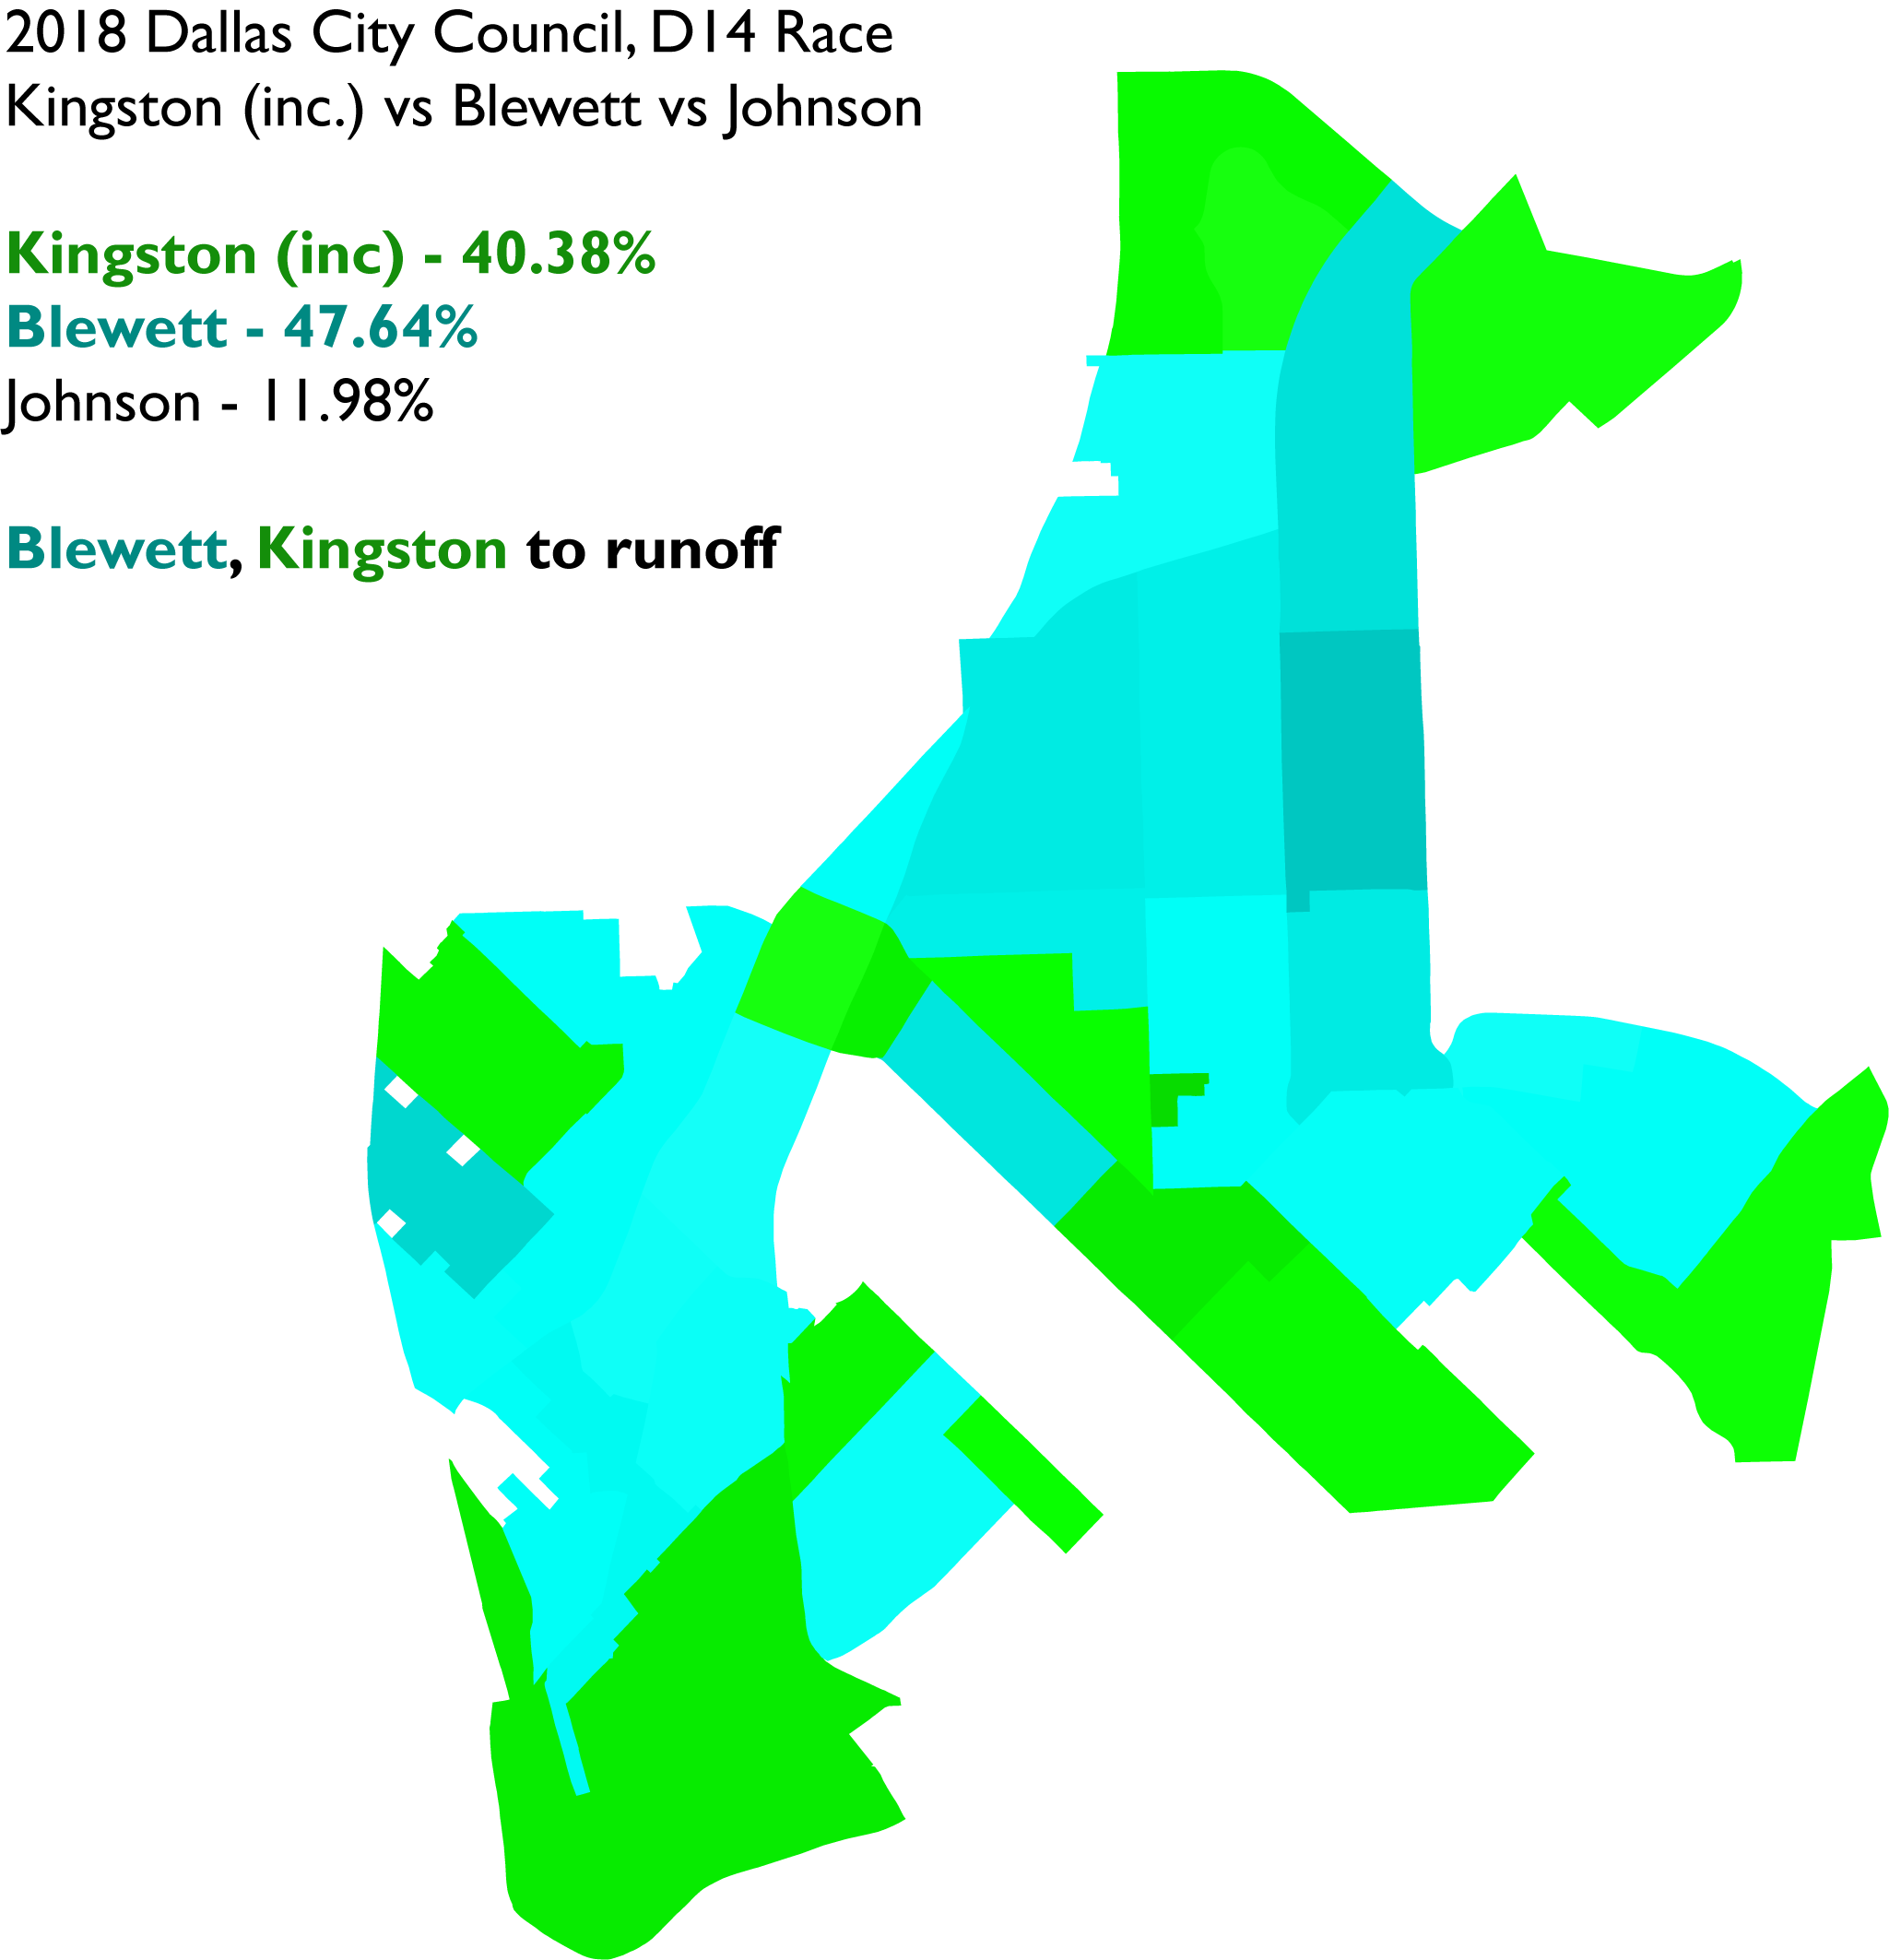 2018 Dallas City Council, D14 Race
Kingston (inc.) vs Blewett vs Johnson
Kingston (inc) - 40.38%
Blewett - 47.64%
Johnson - 11.98%
Blewett, Kingston to runoff